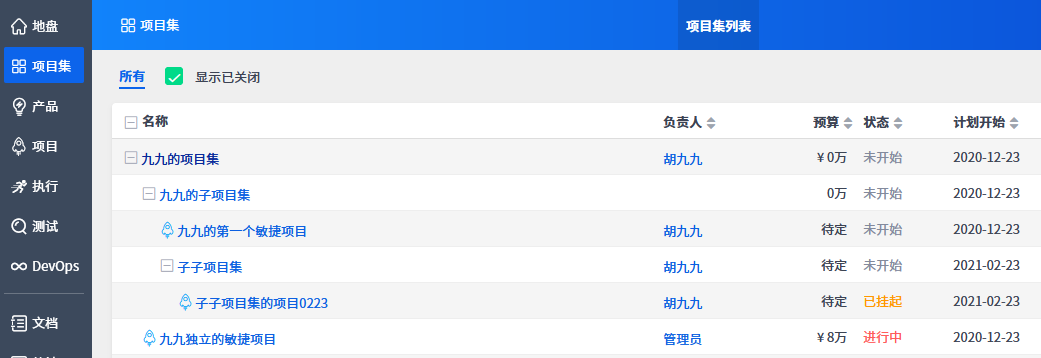 地盘
项目集
产品
项目
执行
测试
DevOps
文档
项目集 项目集列表
所有 显示已关闭
名称 负责人 预算 状态 计划开始
九九的项目集 胡九九 ¥ 0万 未开始 2020-12-23
九九的子项目集 0万 未开始 2020-12-23
九九的第一个敏捷项目 胡九九 待定 未开始 2020-12-23
子子项目集 胡九九 待定 未开始 2021-02-23
子子项目集的项目0223 胡九九 待定 已挂起 2021-02-23
九九独立的敏捷项目 管理员 ¥ 8万 进行中 2020-12-23